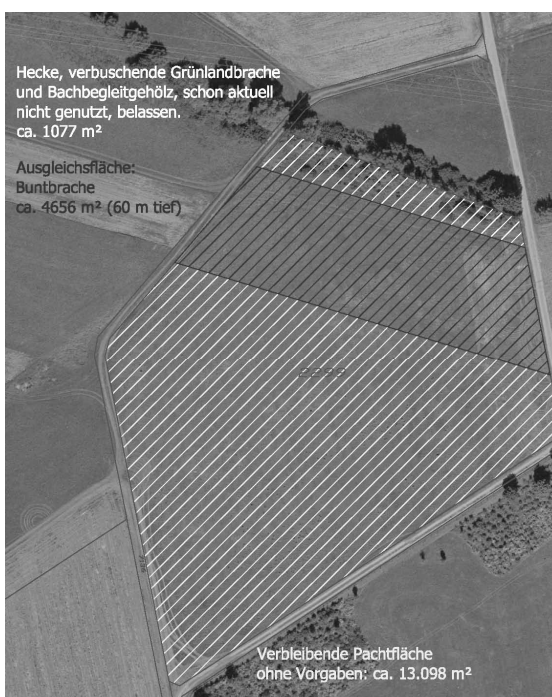 Hecke, verbuschende Grünlandbrache
und Bachbegleitgehölz, schon aktuell
nicht genutzt, belassen.
ca. 1077 m²
Ausgleichsfläche:
Buntbrache
ca. 4656 m² (60 m tief)
2299
Verbleibende Pachtfläche
ohne Vorgaben: ca. 13.098 m²